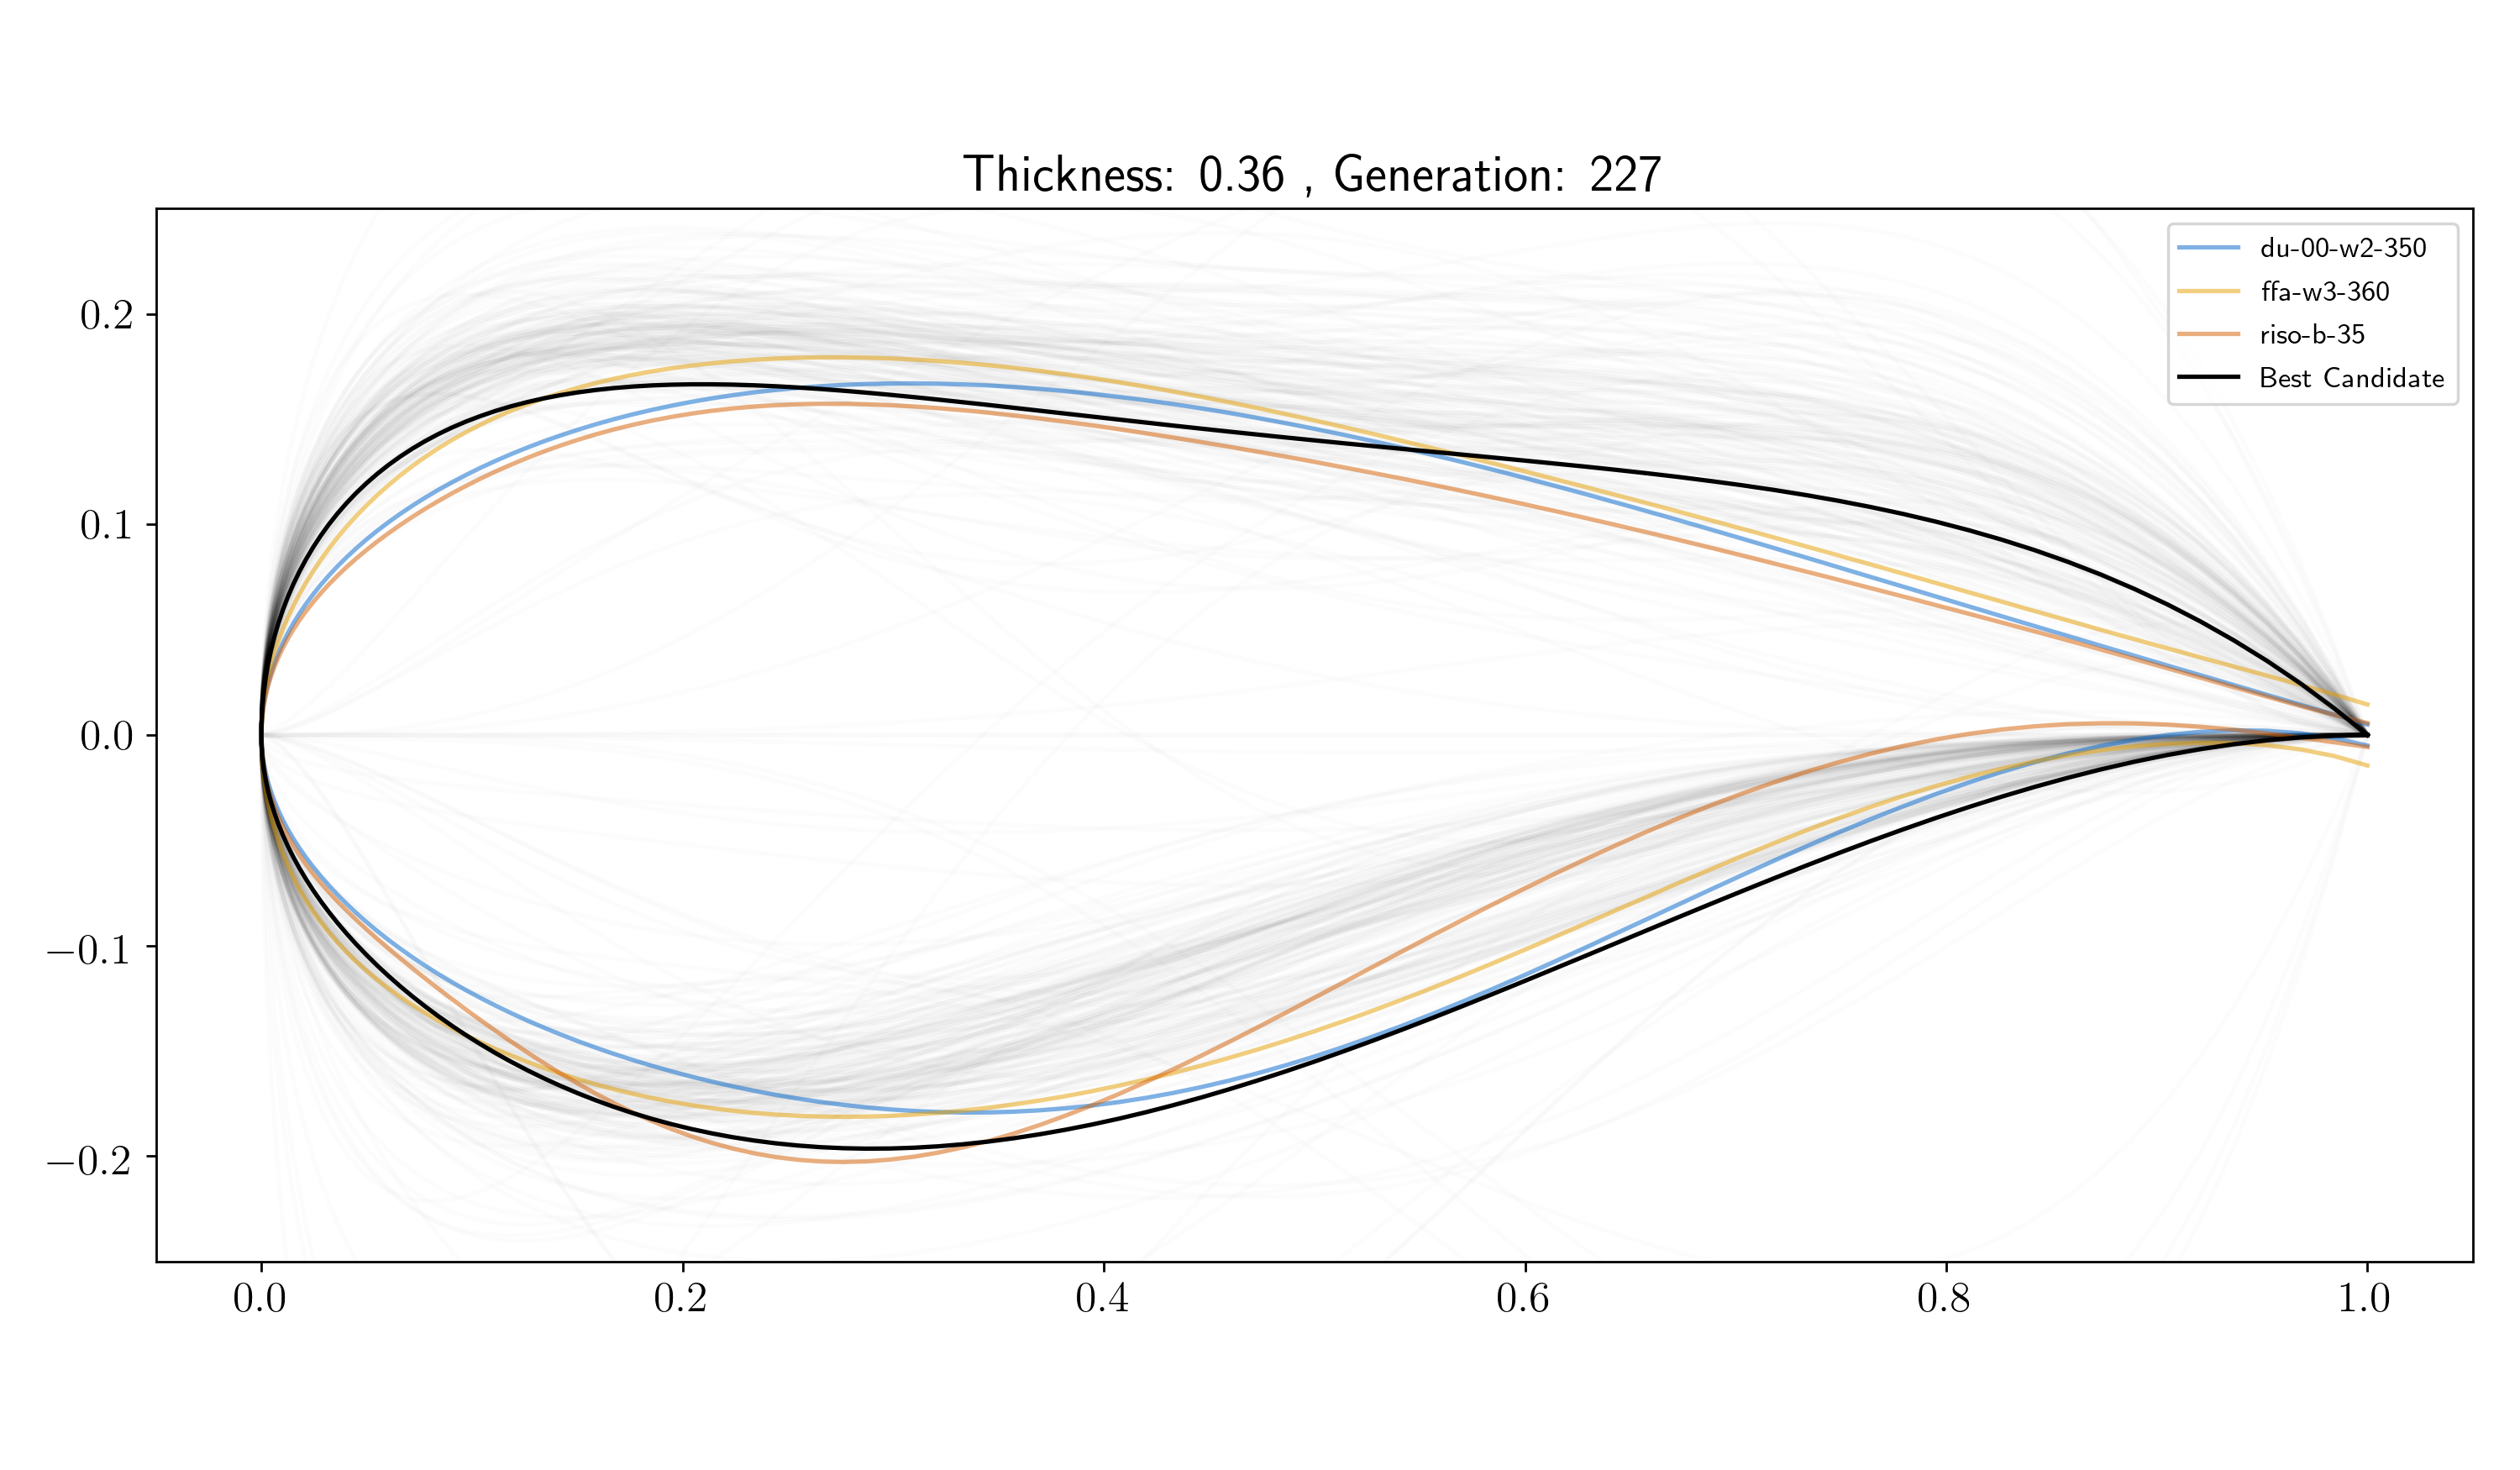 Thickness: 0.36 , Generation: 227
du-00-w2-350
ffa-w3-360
riso-b-35
Best Candidate
0.2
0.1
0.0
−0.1
−0.2
0.0 0.2 0.4 0.6 0.8 1.0